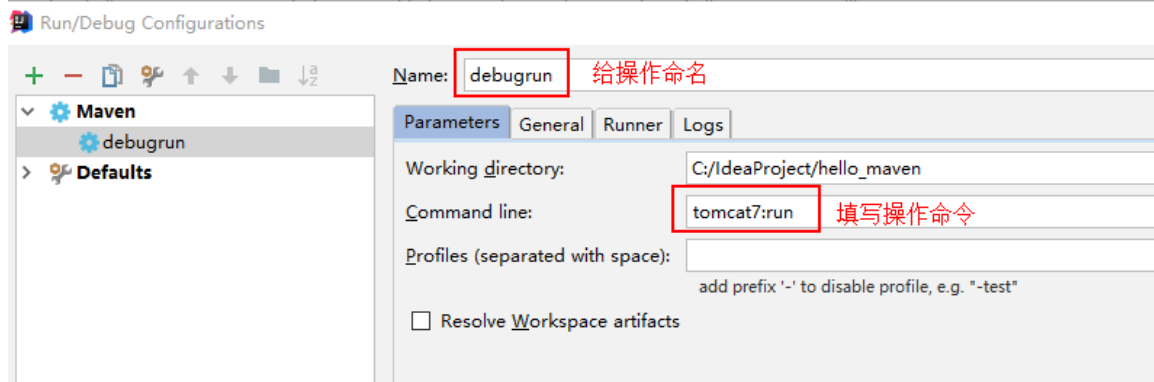 Run/Debug Configurations
Name: debugrun 给操作命名
Maven
debugrun
Defaults
Parameters General Runner Logs
Working directory: C:/IdeaProject/hello_maven
Command line: tomcat7:run 填写操作命令
Profiles (separated with space):
add prefix '-' to disable profile, e.g. "-test"
Resolve Workspace artifacts